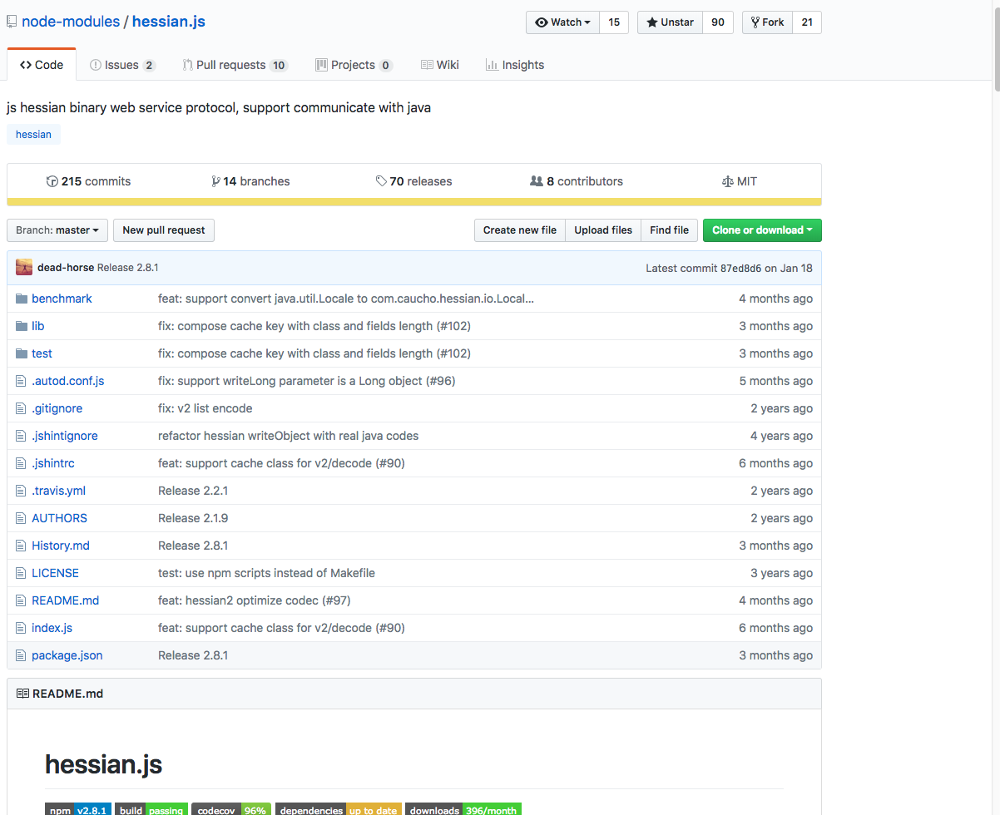 node-modules / hessian.js Watch 15 Unstar 90 Fork 21
Code Issues 2 Pull requests 10 Projects 0 Wiki Insights
js hessian binary web service protocol, support communicate with java
hessian
215 commits 14 branches 70 releases 8 contributors MIT
Branch: master New pull request Create new file Upload files Find file Clone or download
dead-horse Release 2.8.1 Latest commit 87ed8d6 on Jan 18
benchmark feat: support convert java.util.Locale to com.caucho.hessian.io.Local... 4 months ago
lib fix: compose cache key with class and fields length (#102) 3 months ago
test fix: compose cache key with class and fields length (#102) 3 months ago
.autod.conf.js fix: support writeLong parameter is a Long object (#96) 5 months ago
.gitignore fix: v2 list encode 2 years ago
.jshintignore refactor hessian writeObject with real java codes 4 years ago
.jshintrc feat: support cache class for v2/decode (#90) 6 months ago
.travis.yml Release 2.2.1 2 years ago
AUTHORS Release 2.1.9 2 years ago
History.md Release 2.8.1 3 months ago
LICENSE test: use npm scripts instead of Makefile 3 years ago
README.md feat: hessian2 optimize codec (#97) 4 months ago
index.js feat: support cache class for v2/decode (#90) 6 months ago
package.json Release 2.8.1 3 months ago
README.md
hessian.js
npm v2.8.1 build passing codecov 96% dependencies up to date downloads 396/month